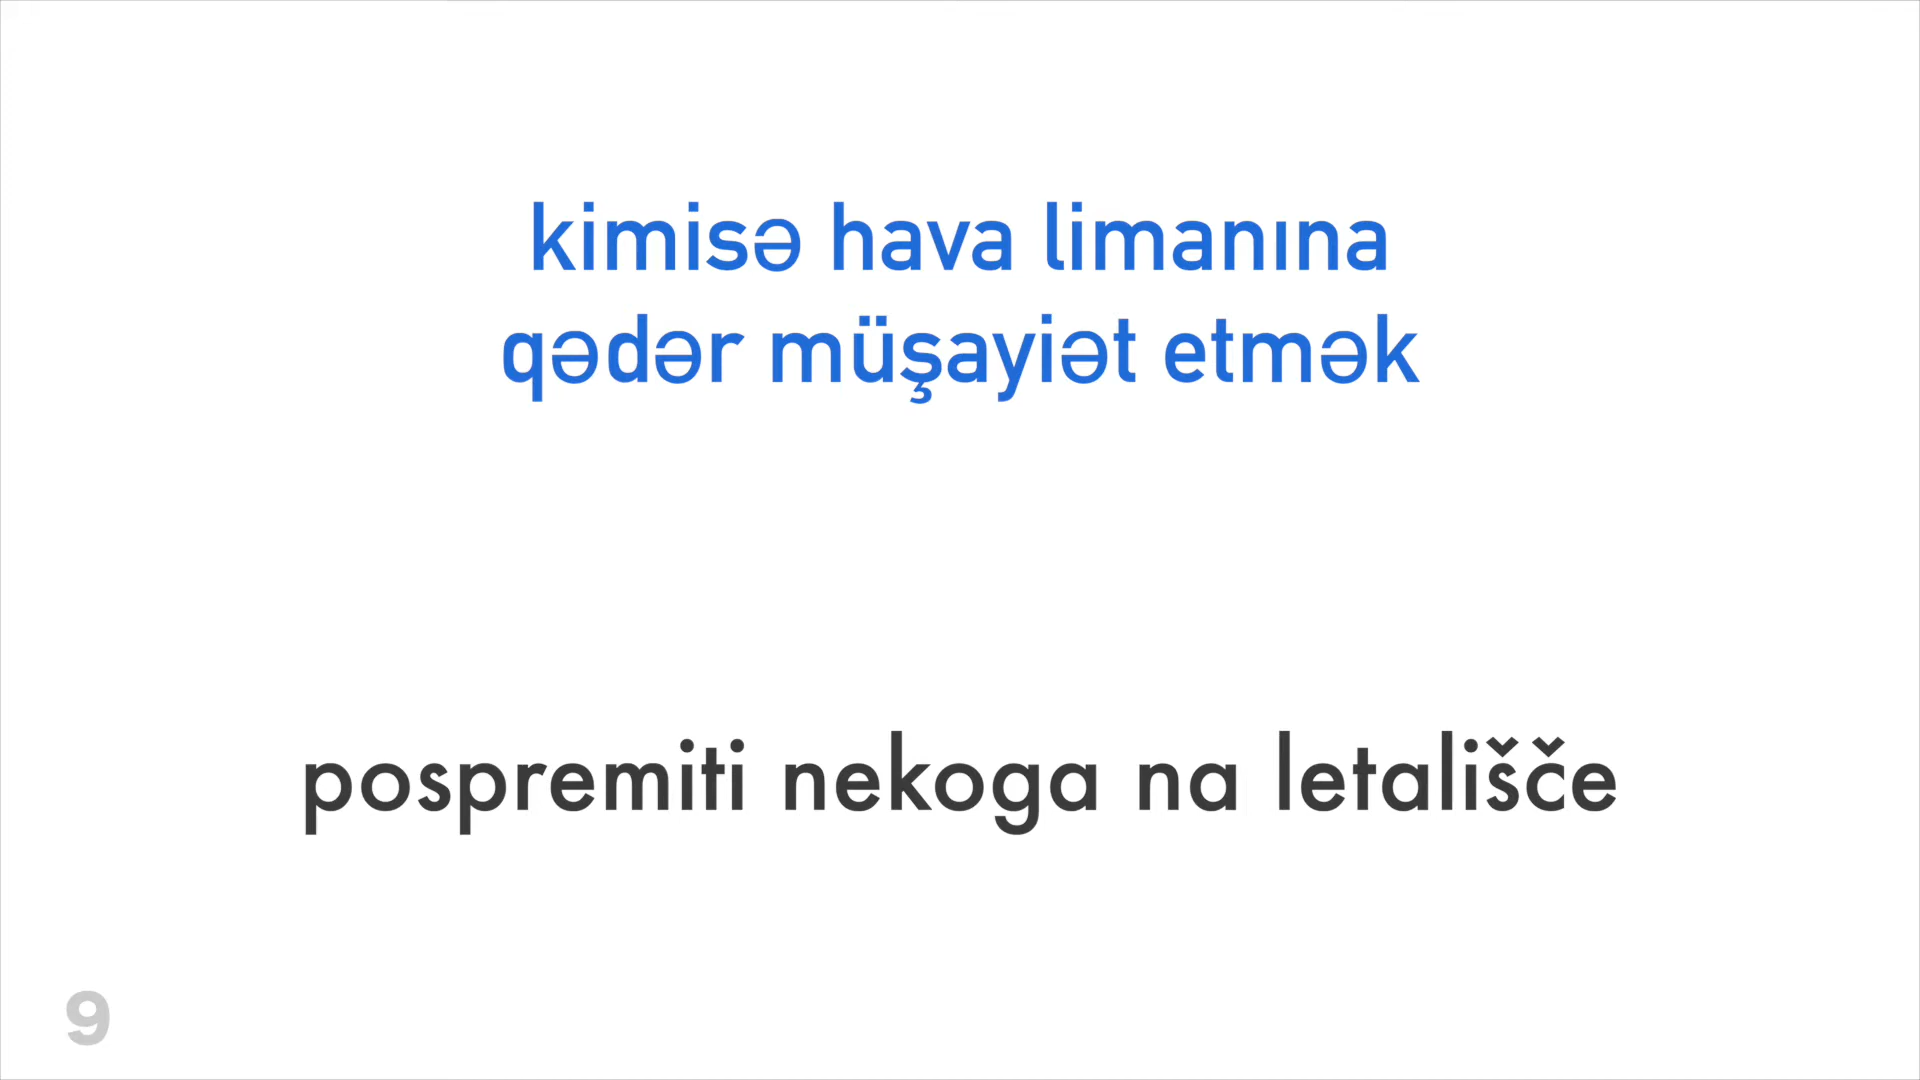 kimisə hava limanına
qədər müşayiət etmək
pospremiti nekoga na letališče
9